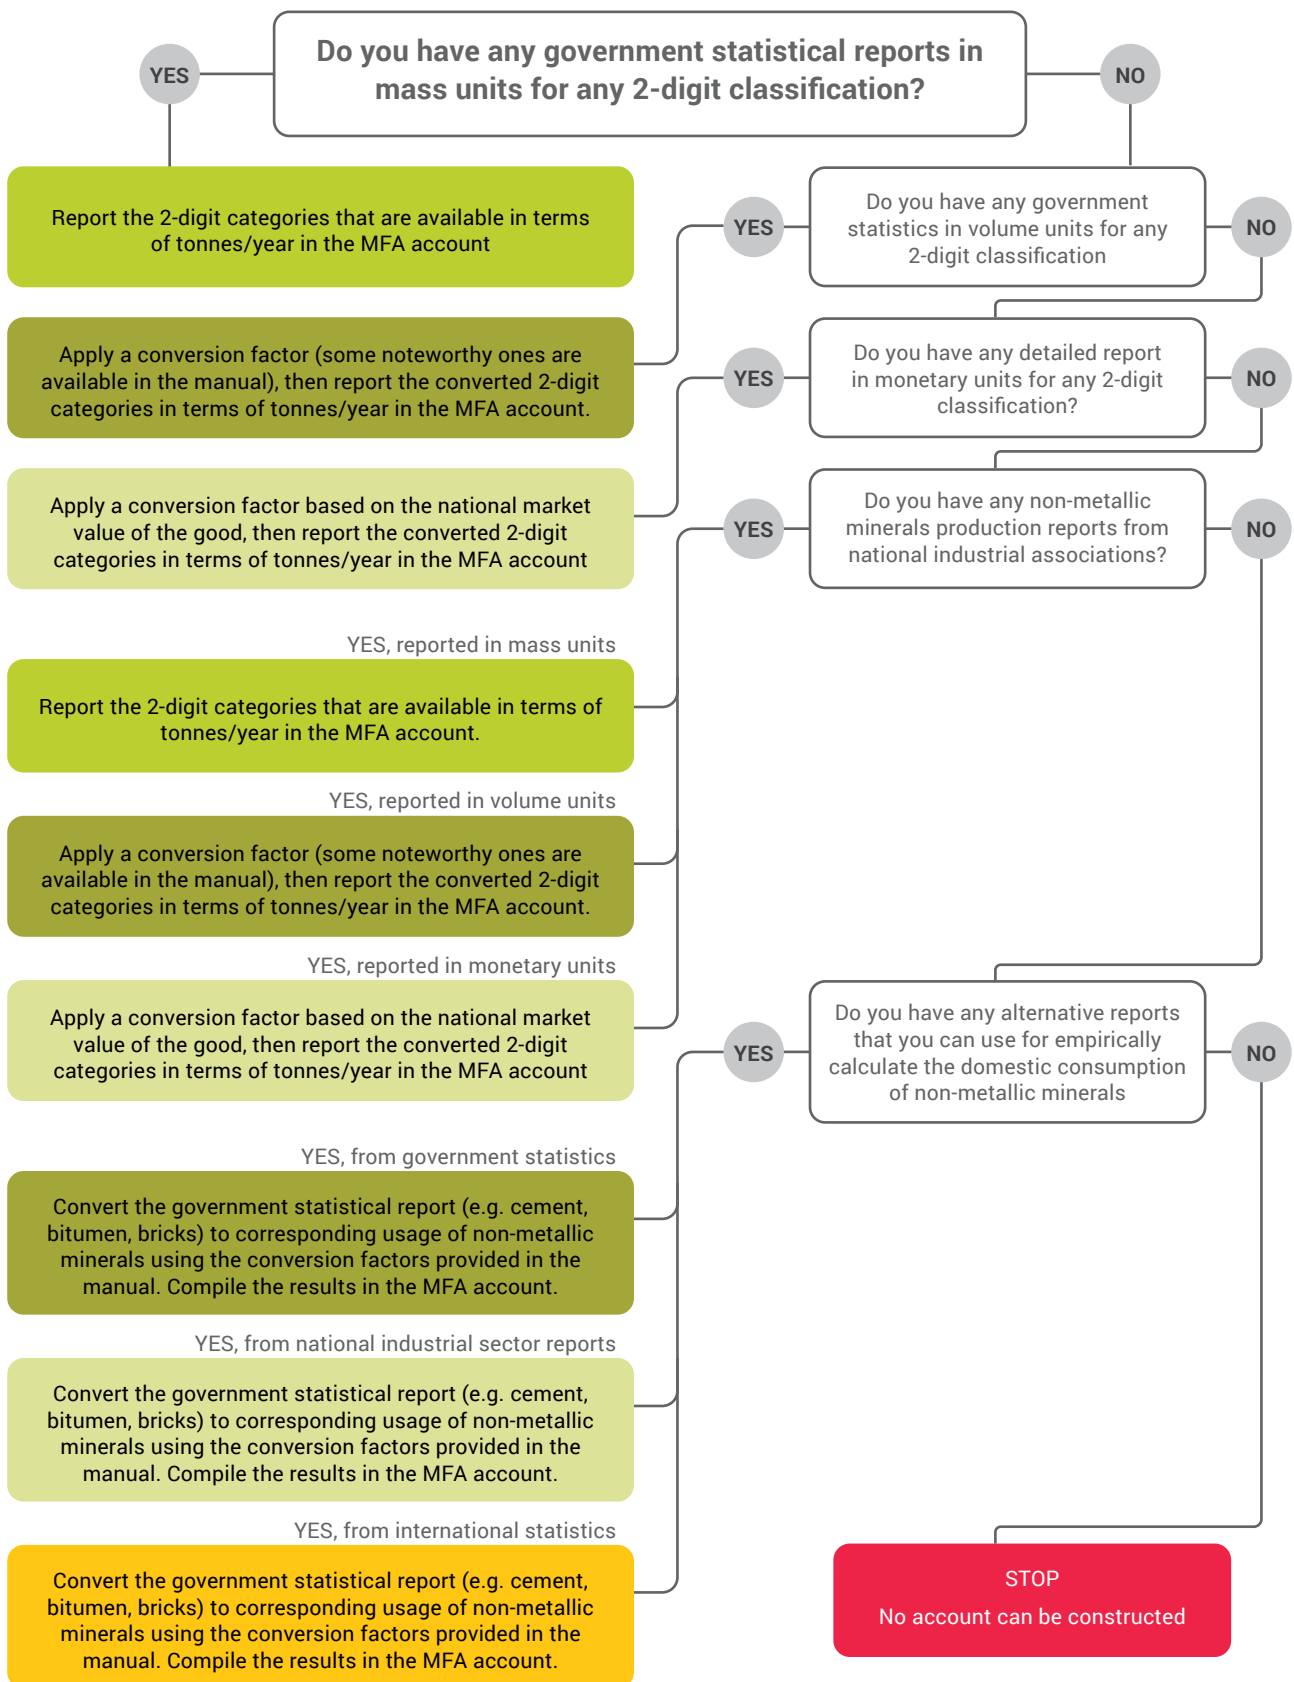 Do you have any government statistical reports in
mass units for any 2-digit classification?
YES
NO
Report the 2-digit categories that are available in terms
of tonnes/year in the MFA account
YES
Do you have any government
statistics in volume units for any
2-digit classification
NO
Apply a conversion factor (some noteworthy ones are
available in the manual), then report the converted 2-digit
categories in terms of tonnes/year in the MFA account.
YES
Do you have any detailed report
in monetary units for any 2-digit
classification?
NO
Apply a conversion factor based on the national market
value of the good, then report the converted 2-digit
categories in terms of tonnes/year in the MFA account
YES
Do you have any non-metallic
minerals production reports from
national industrial associations?
NO
YES, reported in mass units
Report the 2-digit categories that are available in terms of
tonnes/year in the MFA account.
YES, reported in volume units
Apply a conversion factor (some noteworthy ones are
available in the manual), then report the converted 2-digit
categories in terms of tonnes/year in the MFA account.
YES, reported in monetary units
Apply a conversion factor based on the national market
value of the good, then report the converted 2-digit
categories in terms of tonnes/year in the MFA account
YES
Do you have any alternative reports
that you can use for empirically
calculate the domestic consumption
of non-metallic minerals
NO
YES, from government statistics
Convert the government statistical report (e.g. cement,
bitumen, bricks) to corresponding usage of non-metallic
minerals using the conversion factors provided in the
manual. Compile the results in the MFA account.
YES, from national industrial sector reports
Convert the government statistical report (e.g. cement,
bitumen, bricks) to corresponding usage of non-metallic
minerals using the conversion factors provided in the
manual. Compile the results in the MFA account.
YES, from international statistics
Convert the government statistical report (e.g. cement,
bitumen, bricks) to corresponding usage of non-metallic
minerals using the conversion factors provided in the
manual. Compile the results in the MFA account.
STOP
No account can be constructed